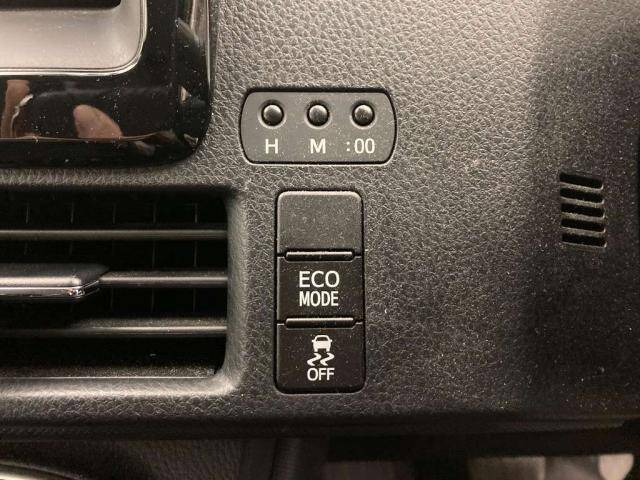 H M :00
ECO
MODE
OFF